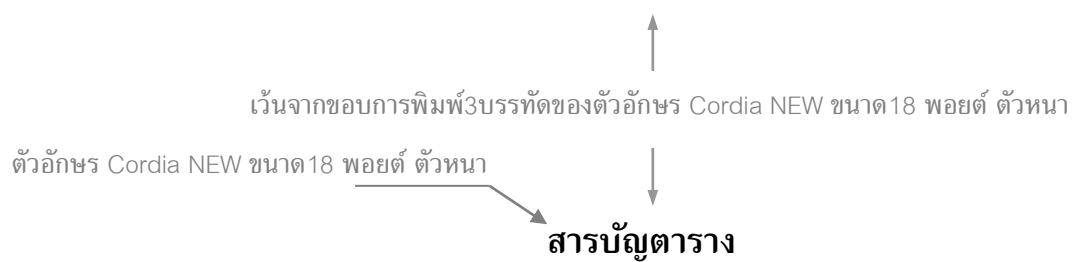 เว้นจากขอบการพิมพ์3บรรทัดของตัวอักษร Cordia NEW ขนาด18 พอยต์ ตัวหนา
ตัวอักษร Cordia NEW ขนาด18 พอยต์ ตัวหนา
สารบัญตาราง